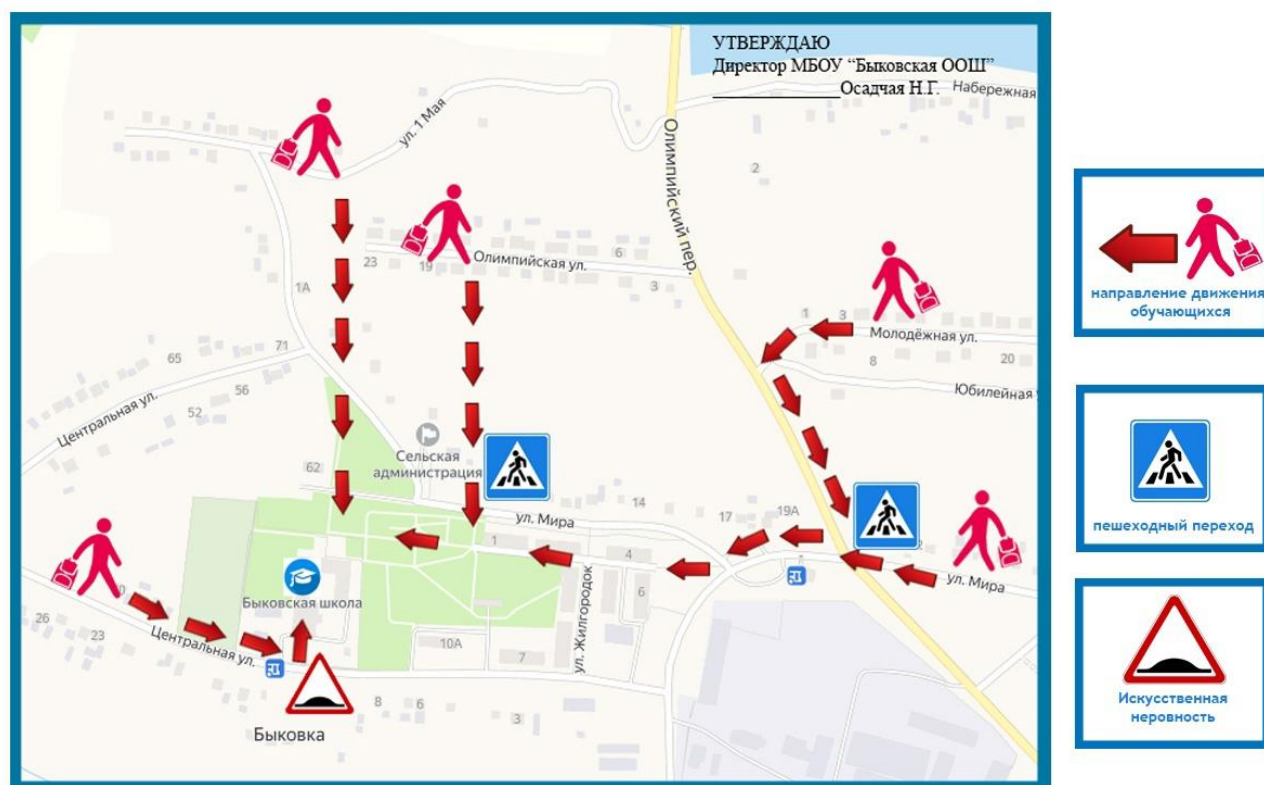 УТВЕРЖДАЮ
Директор МБОУ “Быковская ООШ”
_______________Осадчая Н.Г.
Набережная
ул. 1 Мая
Олимпийский пер.
2
23
19
Олимпийская ул.
6
3
1А
1
3
Молодёжная ул.
8
20
Юбилейная
71
65
56
52
Центральная ул.
62
Сельская
администрация
14
17
19А
ул. Мира
1
4
6
ул. Мира
Быковская школа
ул. Жилгородок
26
23
Центральная ул.
10А
7
8
6
3
Быковка
направление движения
обучающихся
пешеходный переход
Искусственная
неровность